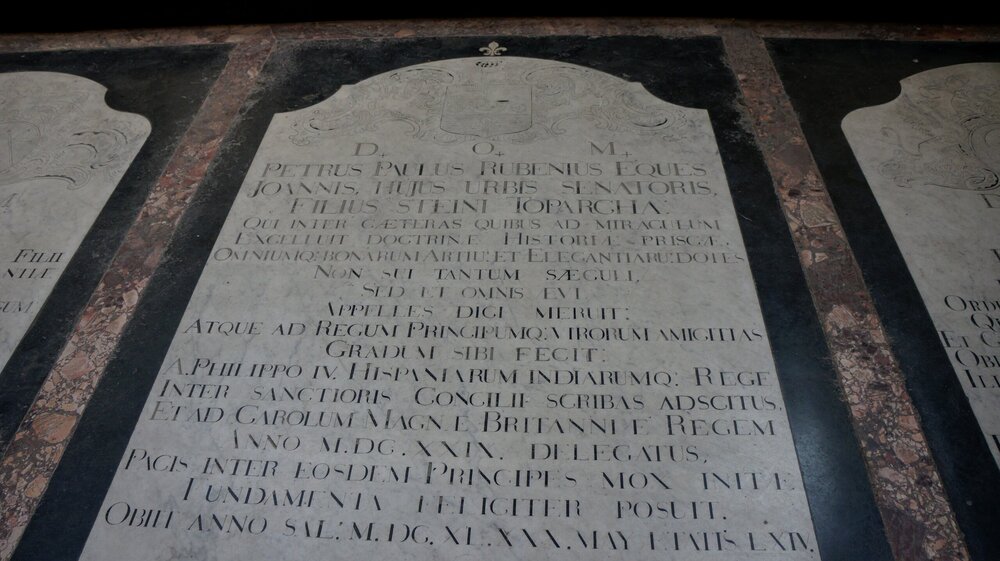 D. O. M.
PETRUS PAULUS RUBENIUS EQUES
JOANNIS, HUJUS URBIS SENATORIS,
FILIUS STEINI TOPARCHA:
QUI INTER CÆTERAS QUIBUS AD MIRACULUM
EXCELLUIT DOCTRINÆ HISTORIÆ PRISCÆ,
OMNIUMQ: BONARUM ARTIU: ET ELEGANTIARU: DOTES
NON SUI TANTUM SÆCULI,
SED ET OMNIS ÆVI
APPELLES DICI MERUIT:
ATQUE AD REGUM PRINCIPUMQ: VIRORUM AMICITIAS
GRADUM SIBI FECIT:
A. PHILIPPO IV. HISPANIARUM INDIARUMQ: REGE
INTER SANCTIORIS CONCILII SCRIBAS ADSCITUS,
ET AD CAROLUM MAGNÆ BRITANNIÆ REGEM
ANNO M.DC.XXIX. DELEGATUS,
PACIS INTER EOSDEM PRINCIPES MOX INITÆ
FUNDAMENTA FELICITER POSUIT.
OBIIT ANNO SAL: M.DC.XL.XXX. MAY ÆTATIS LXIV.
FILII
ORD
ET
OBI